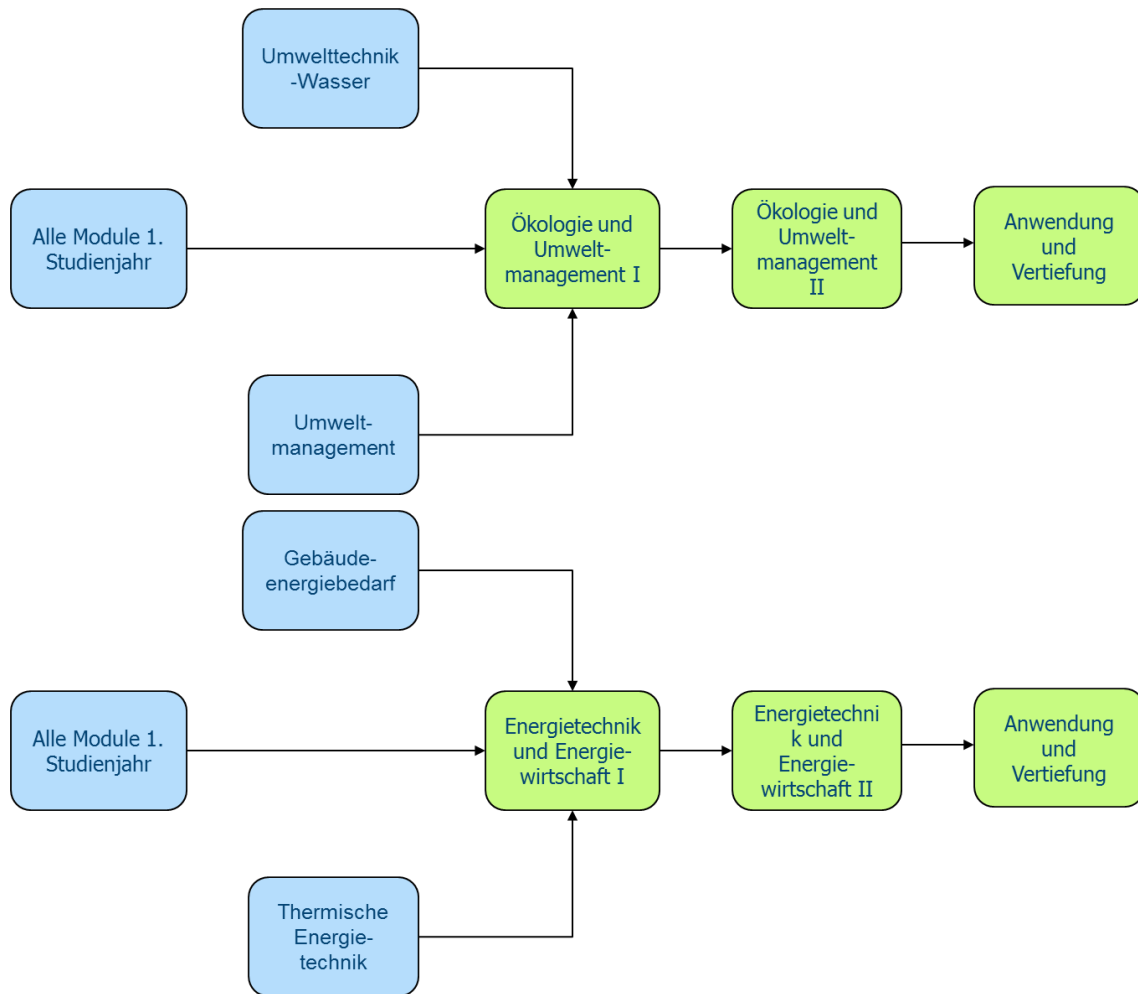 Umwelttechnik
-Wasser
Alle Module 1.
Studienjahr
Ökologie und
Umwelt-
management I
Ökologie und
Umwelt-
management
II
Anwendung
und
Vertiefung
Umwelt-
management
Gebäude-
energiebedarf
Alle Module 1.
Studienjahr
Energietechnik
und Energie-
wirtschaft I
Energietechni
k und
Energie-
wirtschaft II
Anwendung
und
Vertiefung
Thermische
Energie-
technik